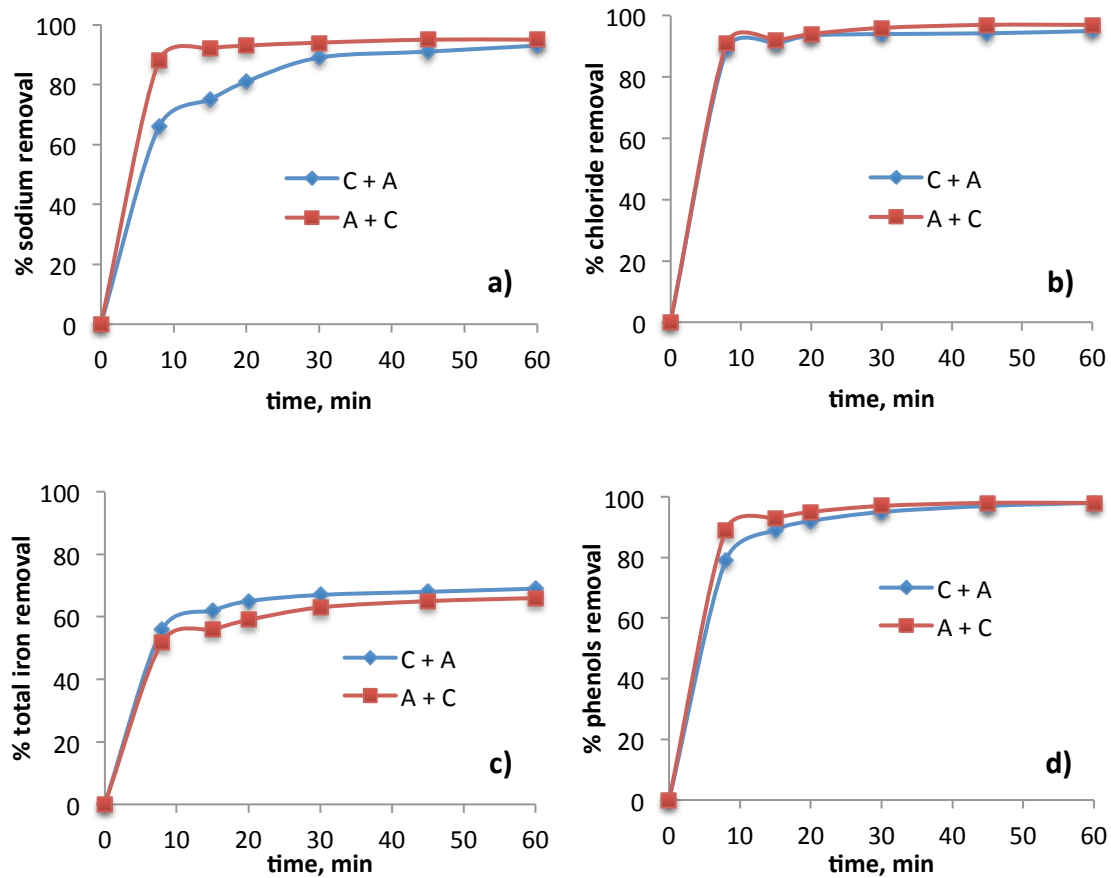 % sodium removal
100
80
60
40
20
0
0 10 20 30 40 50 60
time, min
C + A
A + C
a)
% chloride removal
100
80
60
40
20
0
0 10 20 30 40 50 60
time, min
C + A
A + C
b)
% total iron removal
100
80
60
40
20
0
0 10 20 30 40 50 60
time, min
C + A
A + C
c)
% phenols removal
100
80
60
40
20
0
0 10 20 30 40 50 60
time, min
C + A
A + C
d)